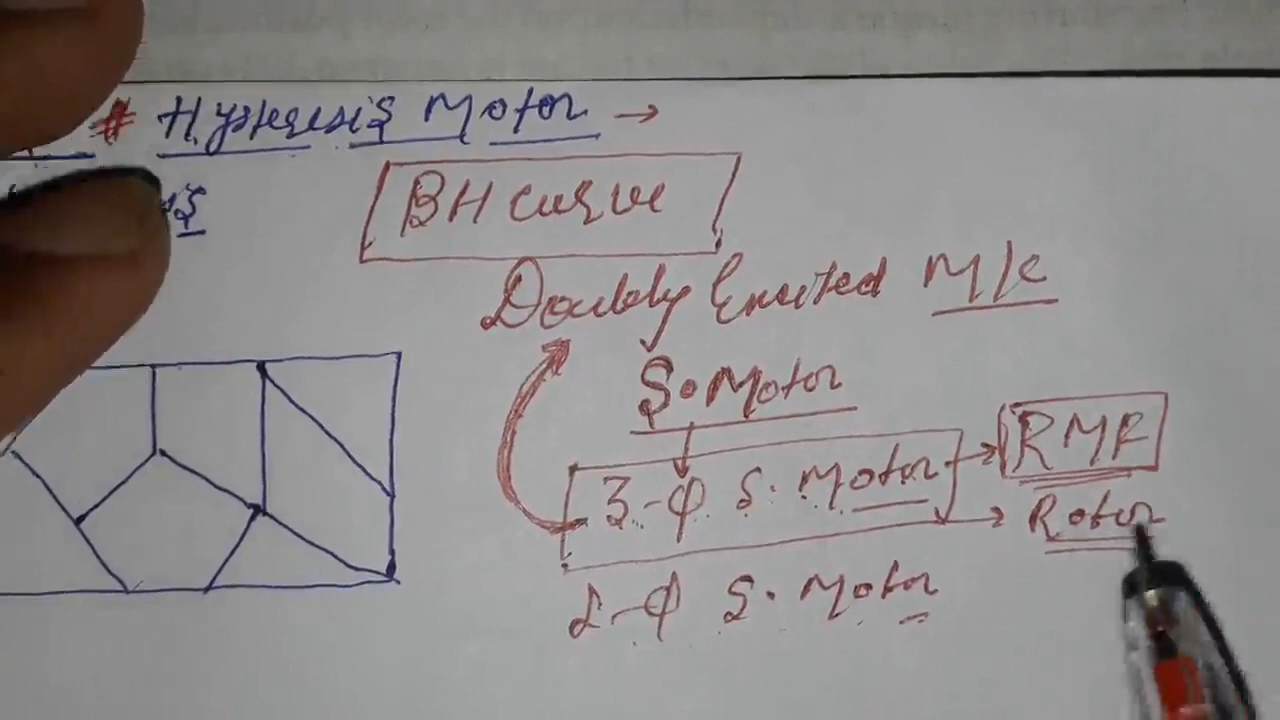 # Hysteresis Motor →
BH curve
Doubly Excited M/c
S. Motor
3-φ S. Motor → RMF
→ Rotor
1-φ S. Motor